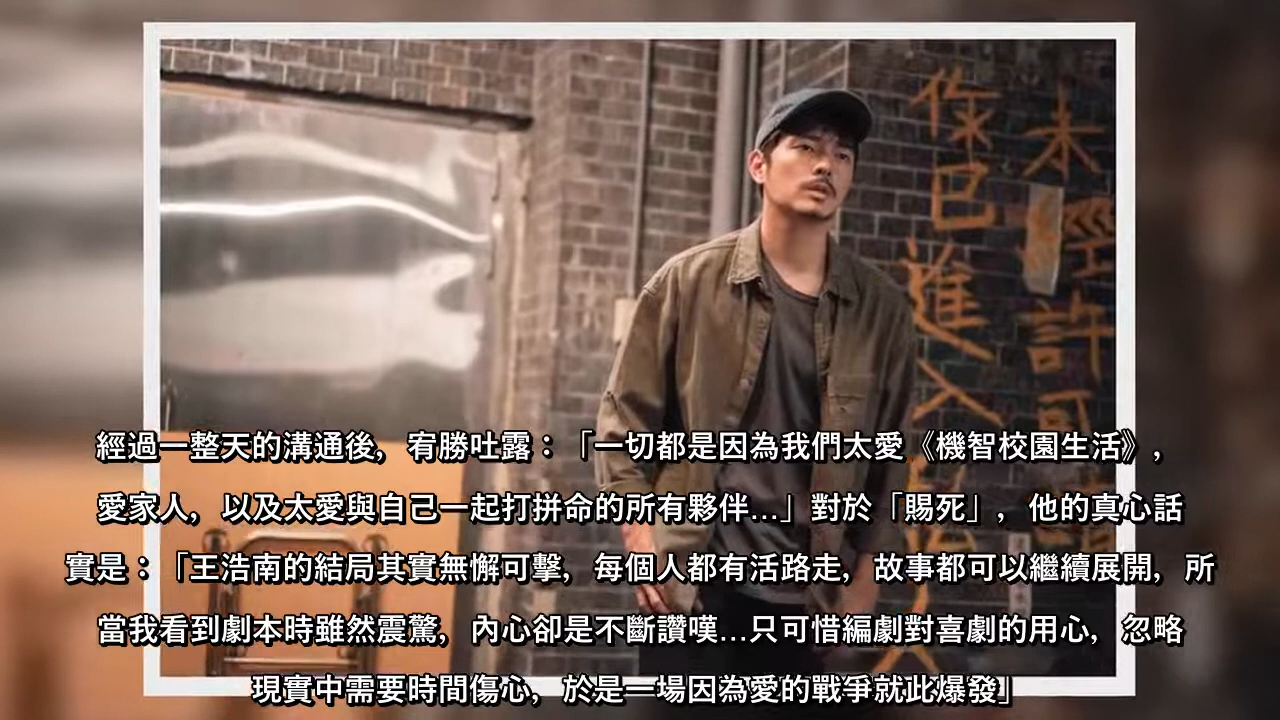 未經許可
你已進入
經過一整天的溝通後，宥勝吐露：「一切都是因為我們太愛《機智校園生活》，
愛家人，以及太愛與自己一起打拼命的所有夥伴…」對於「賜死」，他的真心話
實是：「王浩南的結局其實無懈可擊，每個人都有活路走，故事都可以繼續展開，所
當我看到劇本時雖然震驚，內心卻是不斷讚嘆…只可惜編劇對喜劇的用心，忽略
現實中需要時間傷心，於是一場因為愛的戰爭就此爆發」